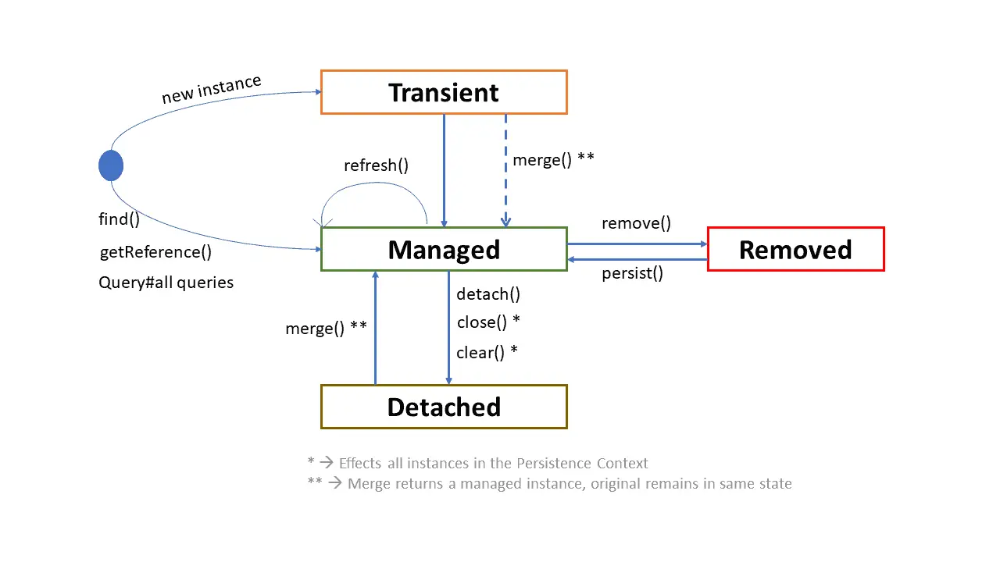 new instance
Transient
merge() **
refresh()
find()
getReference()
Query#all queries
Managed
remove()
persist()
Removed
detach()
close() *
clear() *
merge() **
Detached
* → Effects all instances in the Persistence Context
** → Merge returns a managed instance, original remains in same state